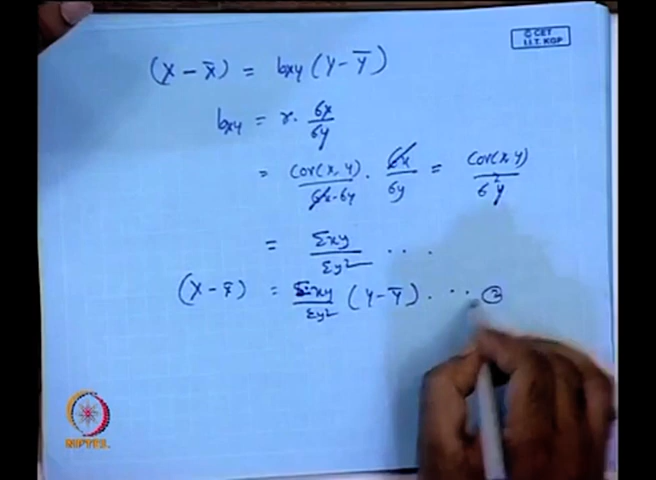 © CET
I.I.T. KGP
(X - x̄) = bxy (Y - ȳ)
bxy = r. σx/σy
= Cov(x, y)/σx·σy . σx/σy = Cov(x, y)/σ²y
= Σxy/Σy² ...
(X - x̄) = Σxy/Σy² (Y - ȳ) . ... ②
NPTEL